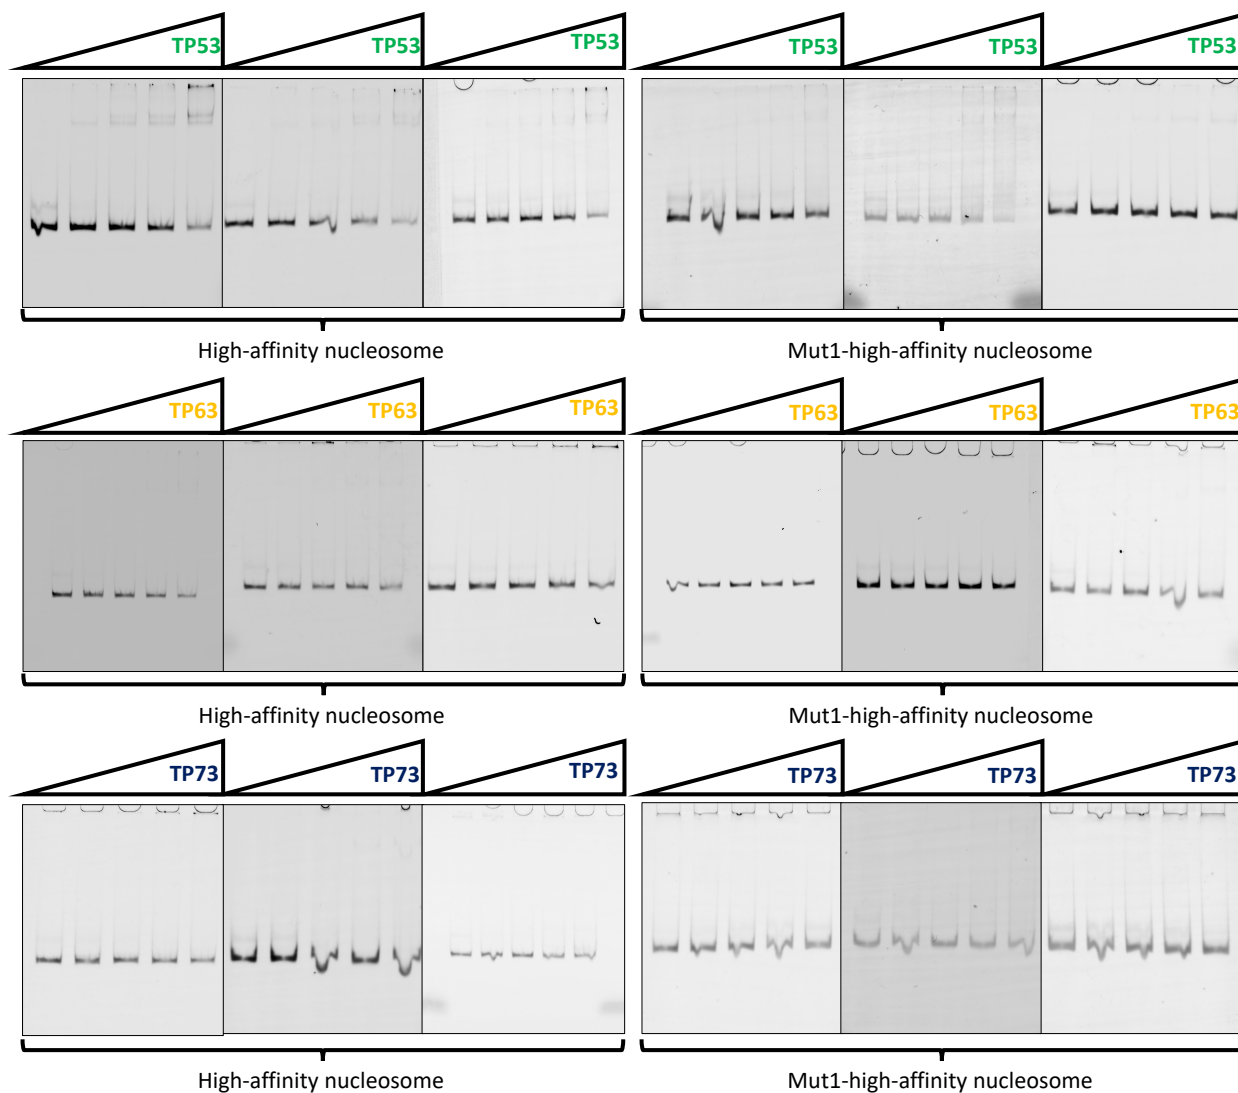 TP53 TP53 TP53 TP53 TP53 TP53
High-affinity nucleosome Mut1-high-affinity nucleosome
TP63 TP63 TP63 TP63 TP63 TP63
High-affinity nucleosome Mut1-high-affinity nucleosome
TP73 TP73 TP73 TP73 TP73 TP73
High-affinity nucleosome Mut1-high-affinity nucleosome